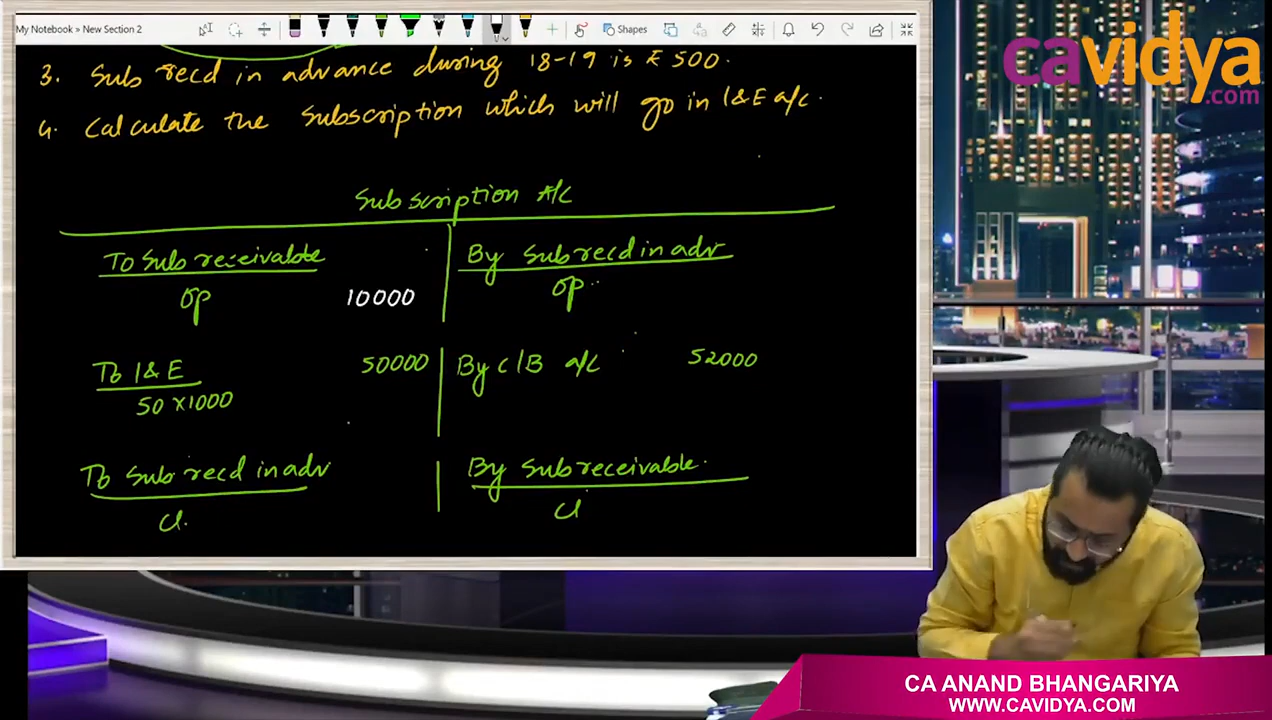 My Notebook » New Section 2
Shapes
cavidya
.com
3. Sub recd in advance during 18-19 is ₹ 500.
4. Calculate the Subscription which will go in I&E a/c.
Subscription A/c
To Sub receivable
By Sub recd in adv
op
10000
op
To I & E
50000
By C/B a/c
52000
50 x 1000
To Sub recd in adv
By Sub receivable.
cl.
cl
CA ANAND BHANGARIYA
WWW.CAVIDYA.COM